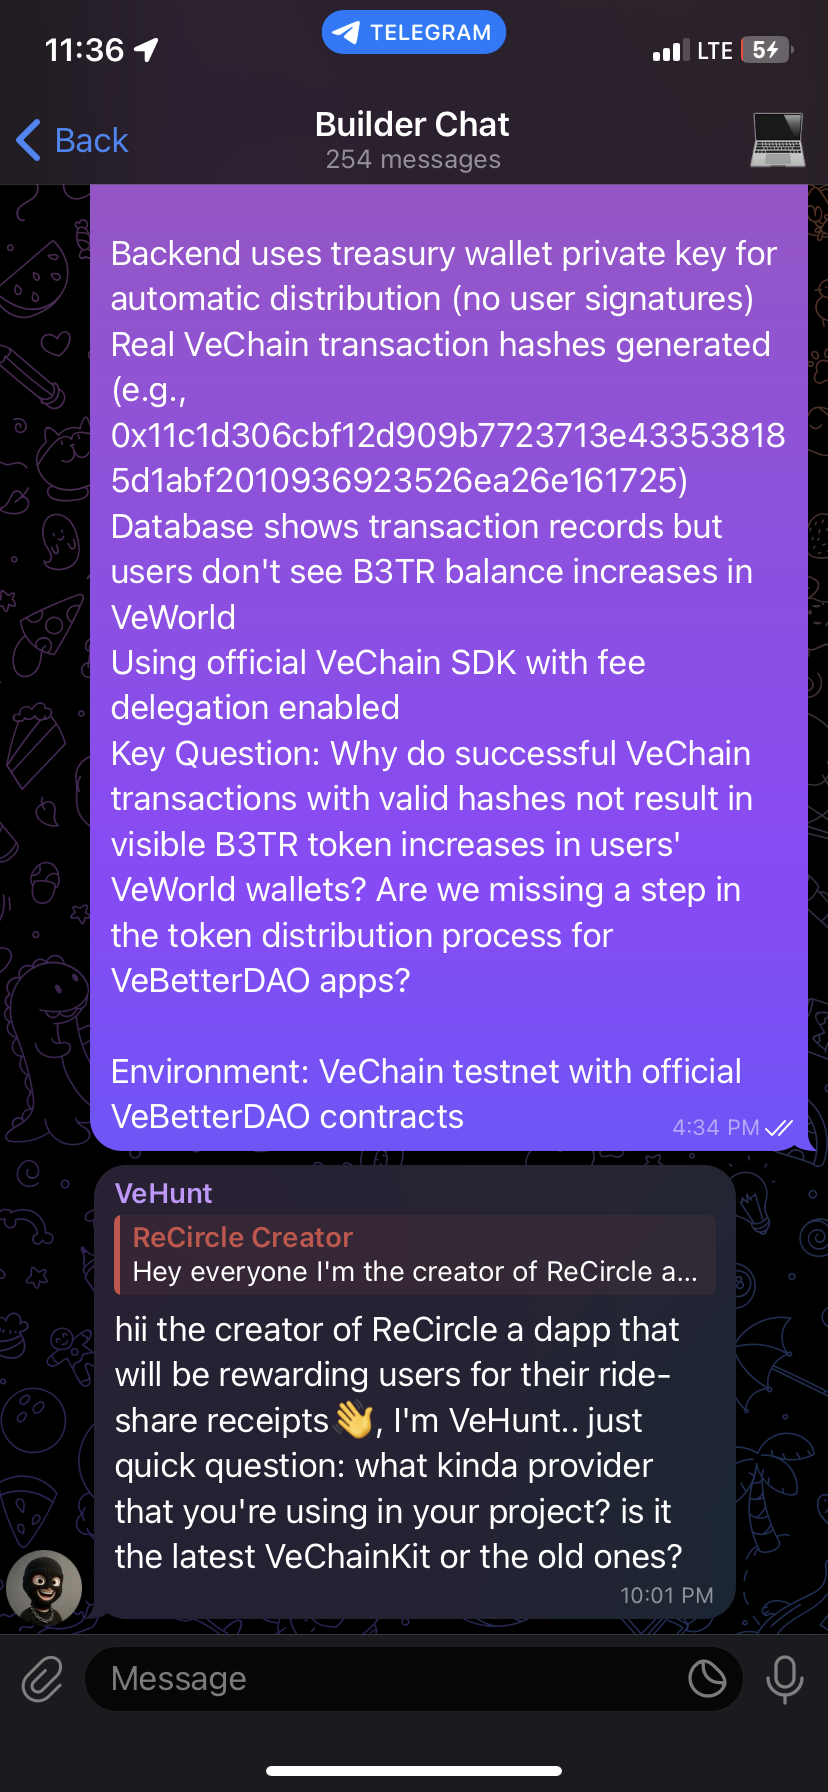 11:36
TELEGRAM
LTE
5
Back
Builder Chat
254 messages
Backend uses treasury wallet private key for
automatic distribution (no user signatures)
Real VeChain transaction hashes generated
(e.g.,
0x11c1d306cbf12d909b7723713e43353818
5d1abf2010936923526ea26e161725)
Database shows transaction records but
users don't see B3TR balance increases in
VeWorld
Using official VeChain SDK with fee
delegation enabled
Key Question: Why do successful VeChain
transactions with valid hashes not result in
visible B3TR token increases in users'
VeWorld wallets? Are we missing a step in
the token distribution process for
VeBetterDAO apps?
Environment: VeChain testnet with official
VeBetterDAO contracts
4:34 PM
VeHunt
ReCircle Creator
Hey everyone I'm the creator of ReCircle a...
hii the creator of ReCircle a dapp that
will be rewarding users for their ride-
share receipts👋, I'm VeHunt.. just
quick question: what kinda provider
that you're using in your project? is it
the latest VeChainKit or the old ones?
10:01 PM
Message